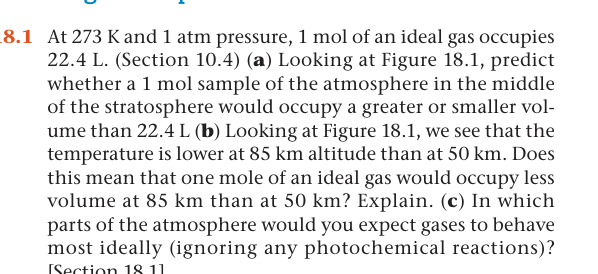 8.1 At 273 K and 1 atm pressure, 1 mol of an ideal gas occupies
22.4 L. (Section 10.4) (a) Looking at Figure 18.1, predict
whether a 1 mol sample of the atmosphere in the middle
of the stratosphere would occupy a greater or smaller vol-
ume than 22.4 L (b) Looking at Figure 18.1, we see that the
temperature is lower at 85 km altitude than at 50 km. Does
this mean that one mole of an ideal gas would occupy less
volume at 85 km than at 50 km? Explain. (c) In which
parts of the atmosphere would you expect gases to behave
most ideally (ignoring any photochemical reactions)?
[Section 18.1]